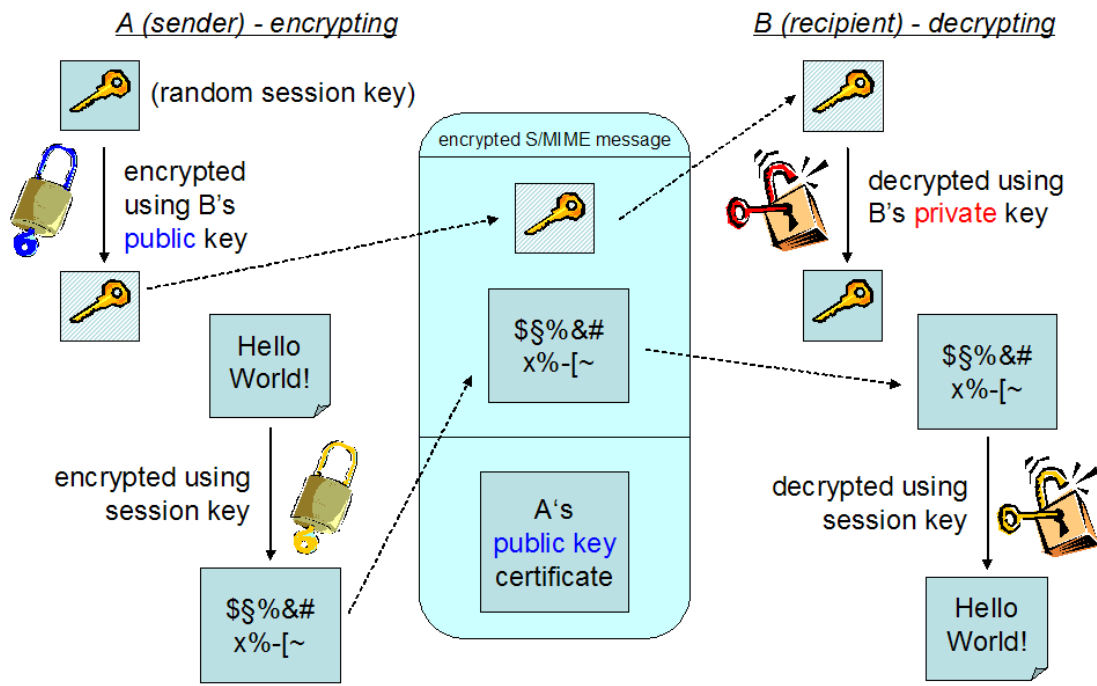 A (sender) - encrypting
B (recipient) - decrypting
(random session key)
encrypted
using B's
public key
Hello
World!
encrypted using
session key
$§%&#
x%-[~
encrypted S/MIME message
$§%&#
x%-[~
A‘s
public key
certificate
decrypted using
B's private key
$§%&#
x%-[~
decrypted using
session key
Hello
World!